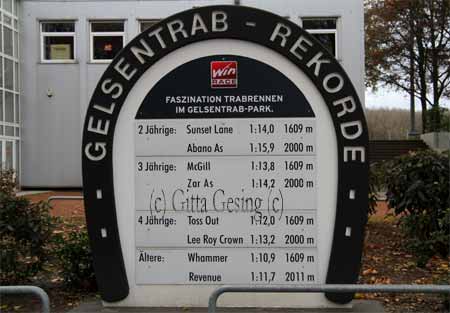 GELSENTRAB - REKORDE
Win
RACE
FASZINATION TRABRENNEN
IM GELSENTRAB-PARK.
2 Jährige: Sunset Lane 1:14,0 1609 m
Abano As 1:15,9 2000 m
3 Jährige: McGill 1:13,8 1609 m
Zar As 1:14,2 2000 m
(c) Gitta Gesing (c)
4 Jährige: Toss Out 1:12,0 1609 m
Lee Roy Crown 1:13,2 2000 m
Ältere: Whammer 1:10,9 1609 m
Revenue 1:11,7 2011 m